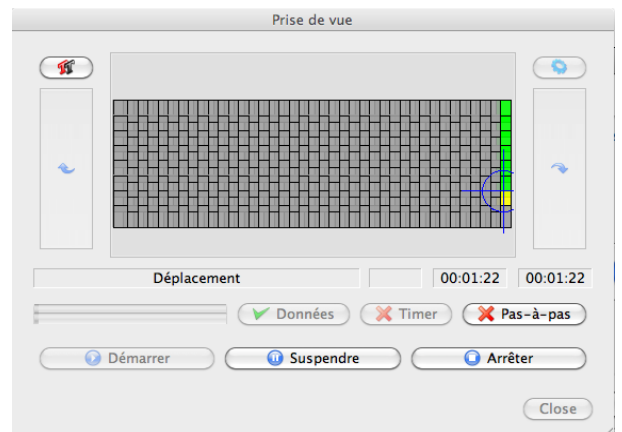 Prise de vue
Déplacement 00:01:22 00:01:22
Données Timer Pas-à-pas
Démarrer Suspendre Arrêter
Close